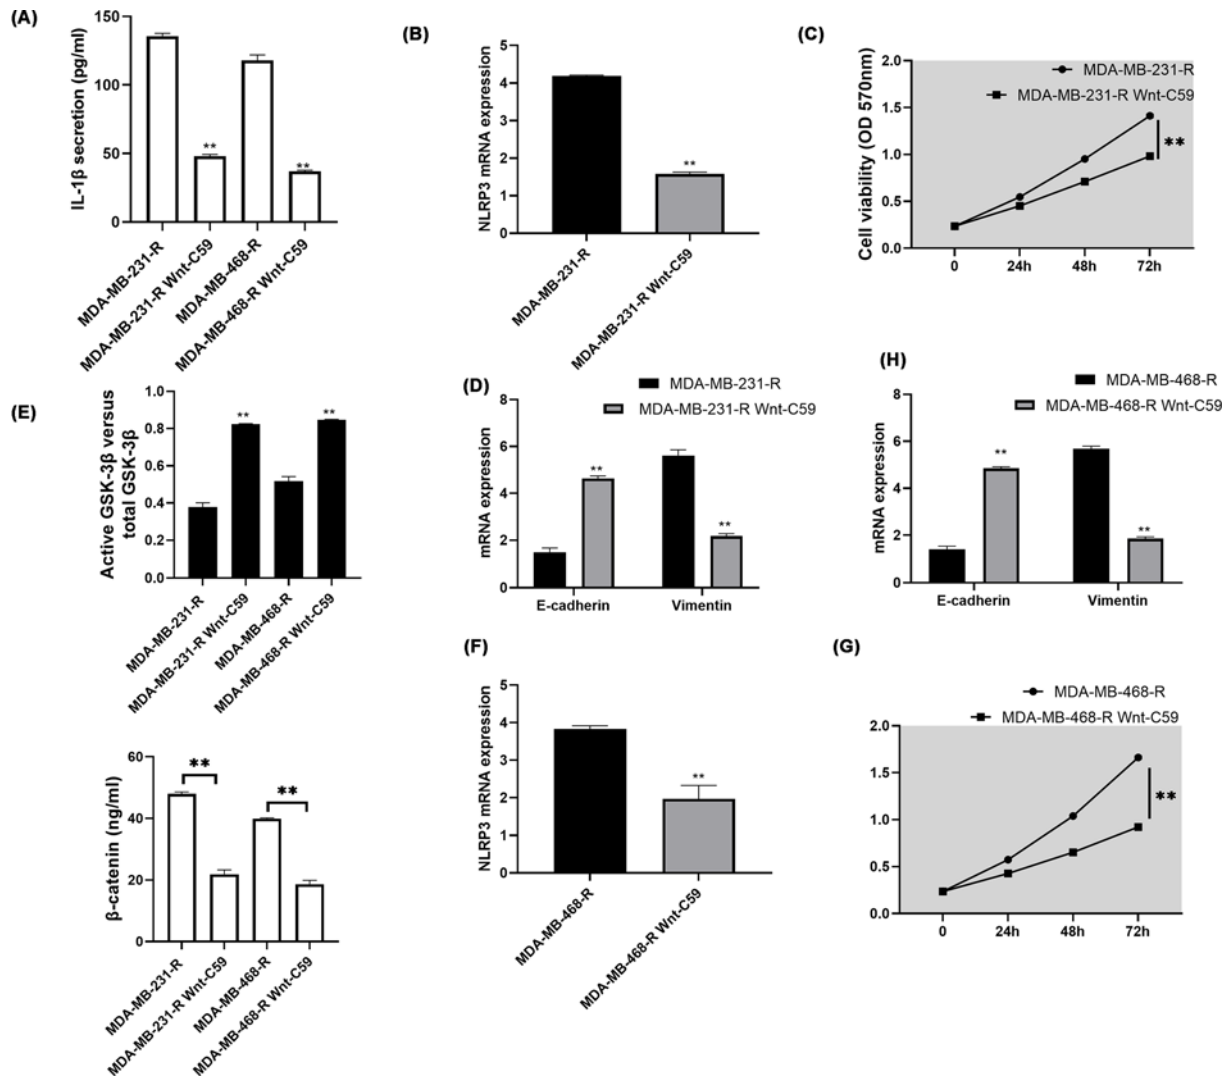 (A)
IL-1β secretion (pg/ml)
150
100
50
0
**
**
MDA-MB-231-R
MDA-MB-231-R Wnt-C59
MDA-MB-468-R
MDA-MB-468-R Wnt-C59
(B)
NLRP3 mRNA expression
5
4
3
2
1
0
**
MDA-MB-231-R
MDA-MB-231-R Wnt-C59
(C)
Cell viability (OD 570nm)
2.0
1.5
1.0
0.5
0.0
MDA-MB-231-R
MDA-MB-231-R Wnt-C59
**
0 24h 48h 72h
(E)
Active GSK-3β versus
total GSK-3β
1.0
0.8
0.6
0.4
0.2
0.0
**
**
MDA-MB-231-R
MDA-MB-231-R Wnt-C59
MDA-MB-468-R
MDA-MB-468-R Wnt-C59
β-catenin (ng/ml)
60
40
20
0
**
**
MDA-MB-231-R
MDA-MB-231-R Wnt-C59
MDA-MB-468-R
MDA-MB-468-R Wnt-C59
(D)
MDA-MB-231-R
MDA-MB-231-R Wnt-C59
mRNA expression
8
6
4
2
0
**
**
E-cadherin Vimentin
(H)
MDA-MB-468-R
MDA-MB-468-R Wnt-C59
mRNA expression
8
6
4
2
0
**
**
E-cadherin Vimentin
(F)
NLRP3 mRNA expression
5
4
3
2
1
0
**
MDA-MB-468-R
MDA-MB-468-R Wnt-C59
(G)
MDA-MB-468-R
MDA-MB-468-R Wnt-C59
2.0
1.5
1.0
0.5
0.0
**
0 24h 48h 72h